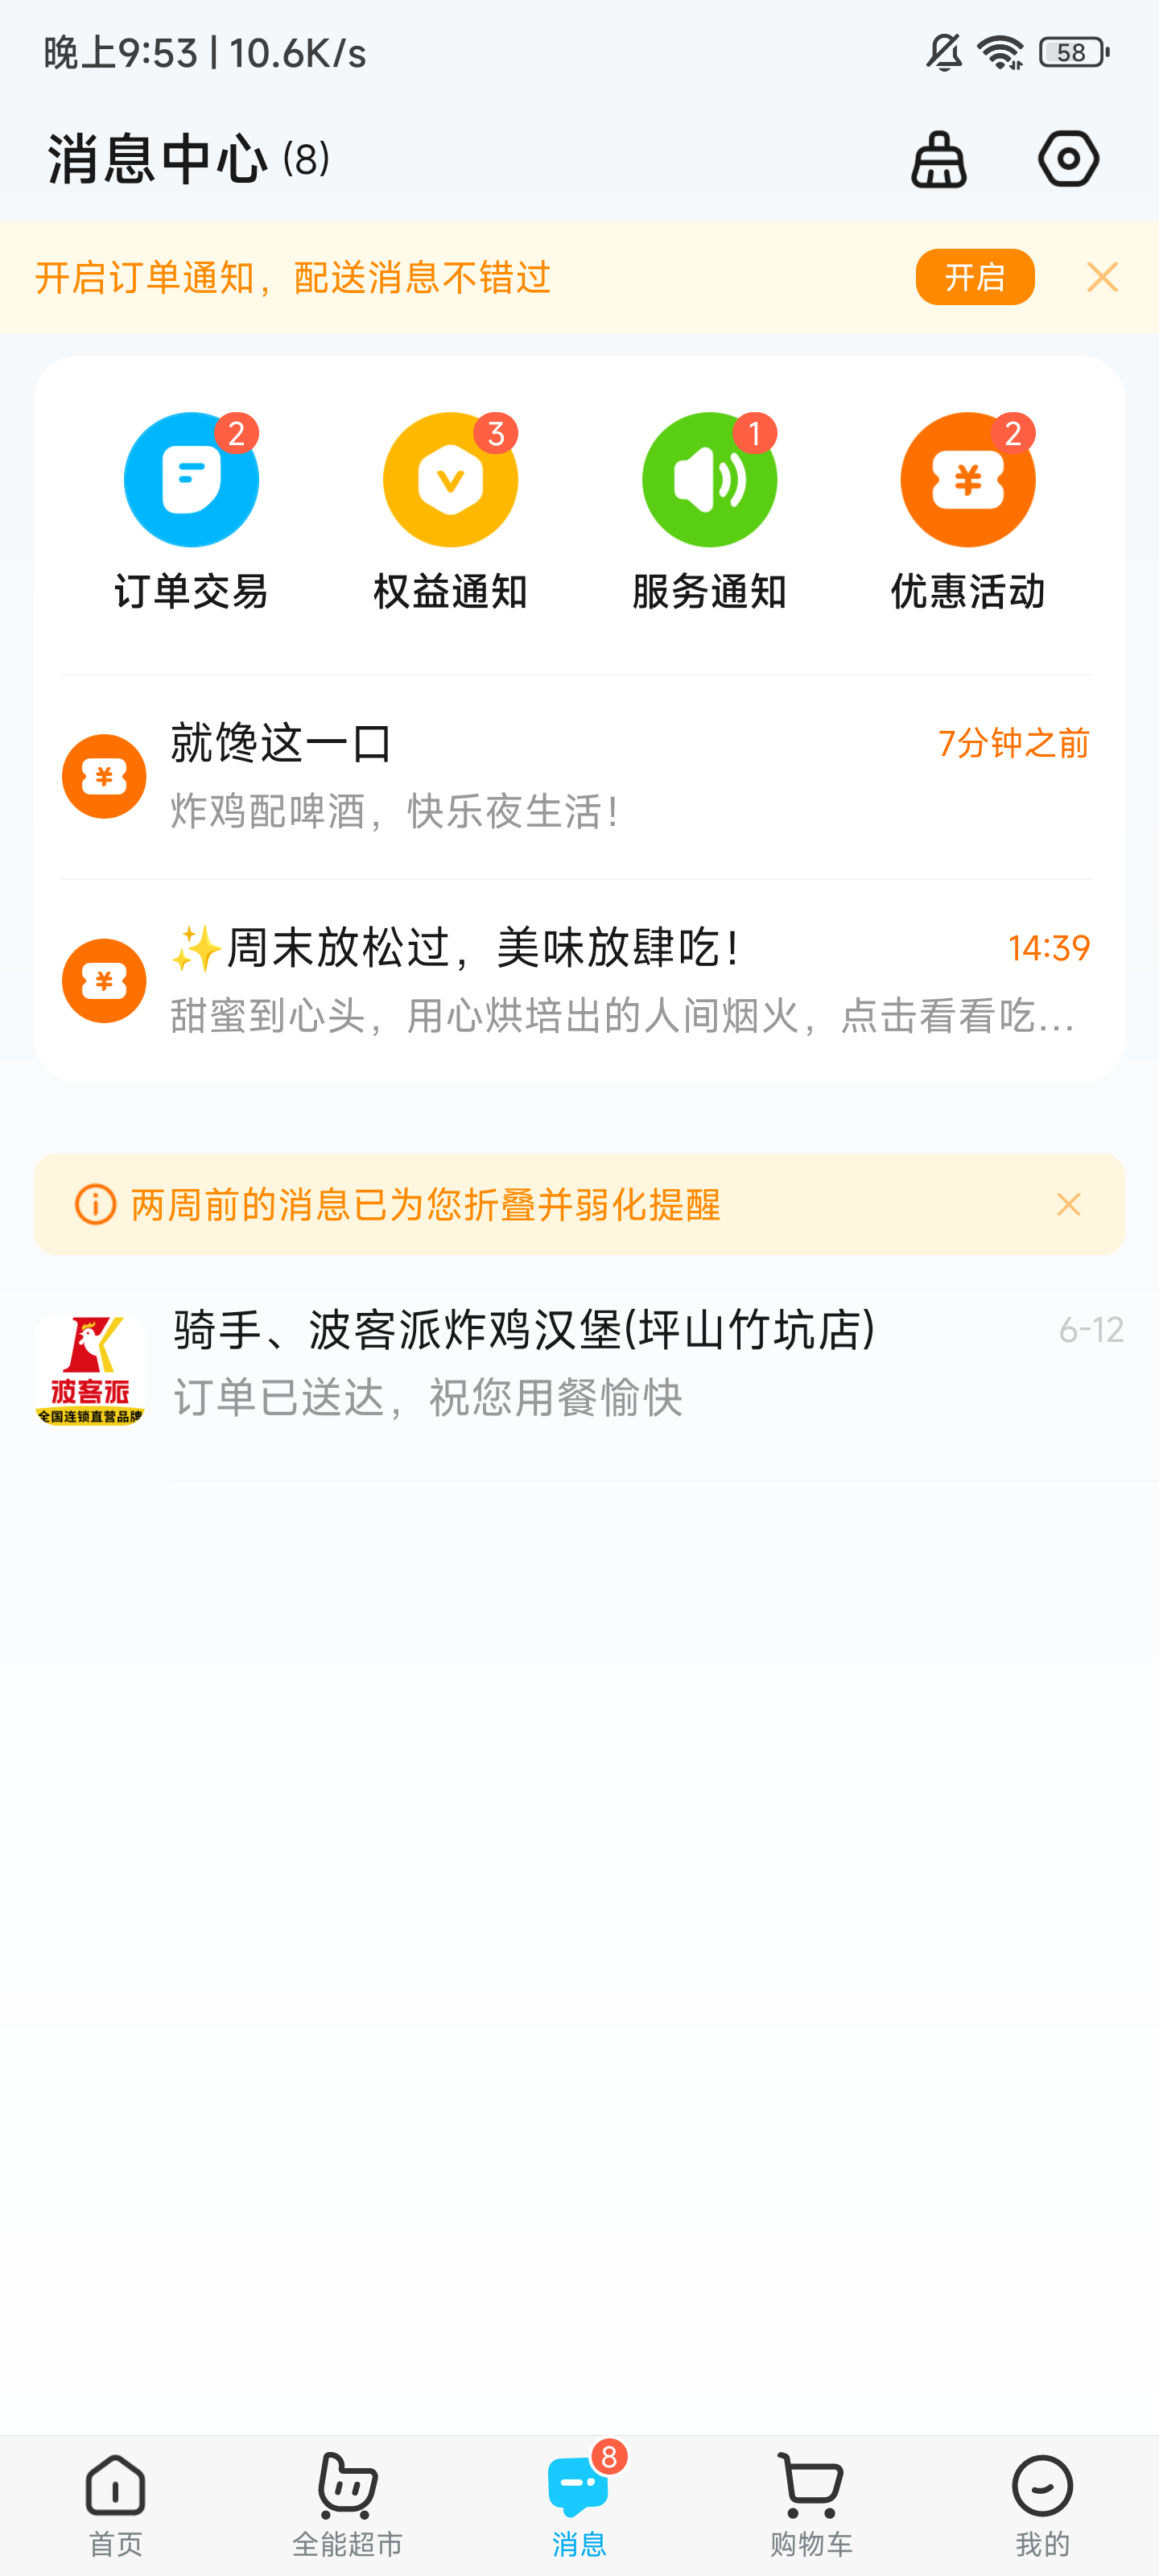 晚上9:53 | 10.6K/s
58
消息中心 (8)
开启订单通知，配送消息不错过
开启
2
3
1
2
订单交易
权益通知
服务通知
优惠活动
就馋这一口
7分钟之前
炸鸡配啤酒，快乐夜生活！
✨周末放松过，美味放肆吃！
14:39
甜蜜到心头，用心烘培出的人间烟火，点击看看吃...
两周前的消息已为您折叠并弱化提醒
骑手、波客派炸鸡汉堡(坪山竹坑店)
6-12
订单已送达，祝您用餐愉快
波客派
全国连锁直营品牌
8
首页
全能超市
消息
购物车
我的